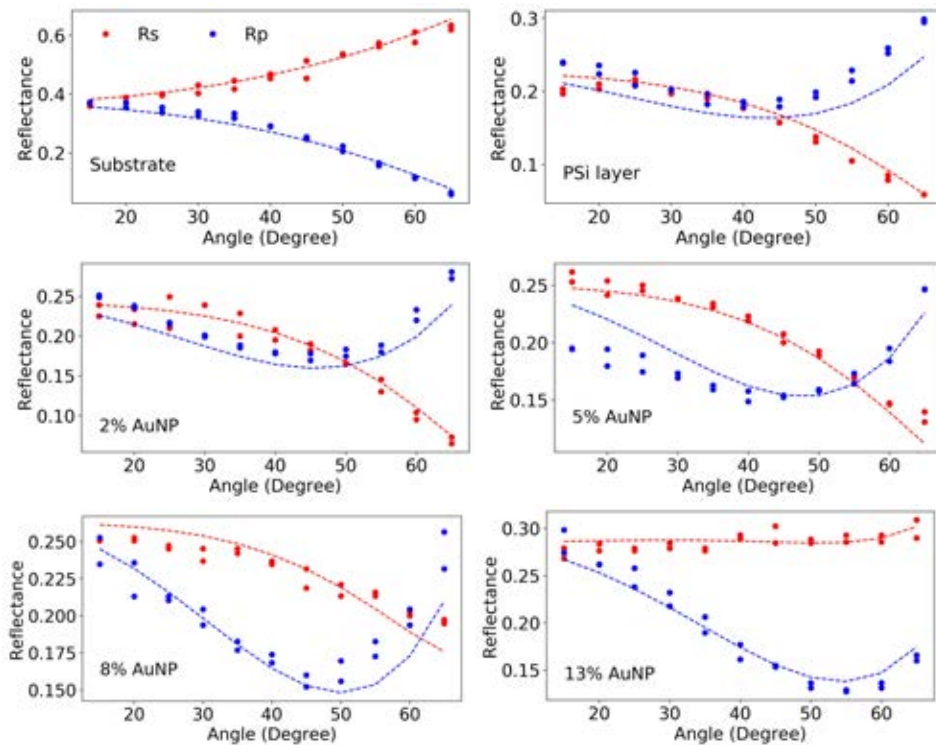 Rs Rp
Reflectance
0.6
0.4
0.2
Substrate
20 30 40 50 60
Angle (Degree)
Reflectance
0.3
0.2
0.1
PSi layer
20 30 40 50 60
Angle (Degree)
Reflectance
0.25
0.20
0.15
0.10
2% AuNP
20 30 40 50 60
Angle (Degree)
Reflectance
0.25
0.20
0.15
5% AuNP
20 30 40 50 60
Angle (Degree)
Reflectance
0.250
0.225
0.200
0.175
0.150
8% AuNP
20 30 40 50 60
Angle (Degree)
Reflectance
0.30
0.25
0.20
0.15
13% AuNP
20 30 40 50 60
Angle (Degree)